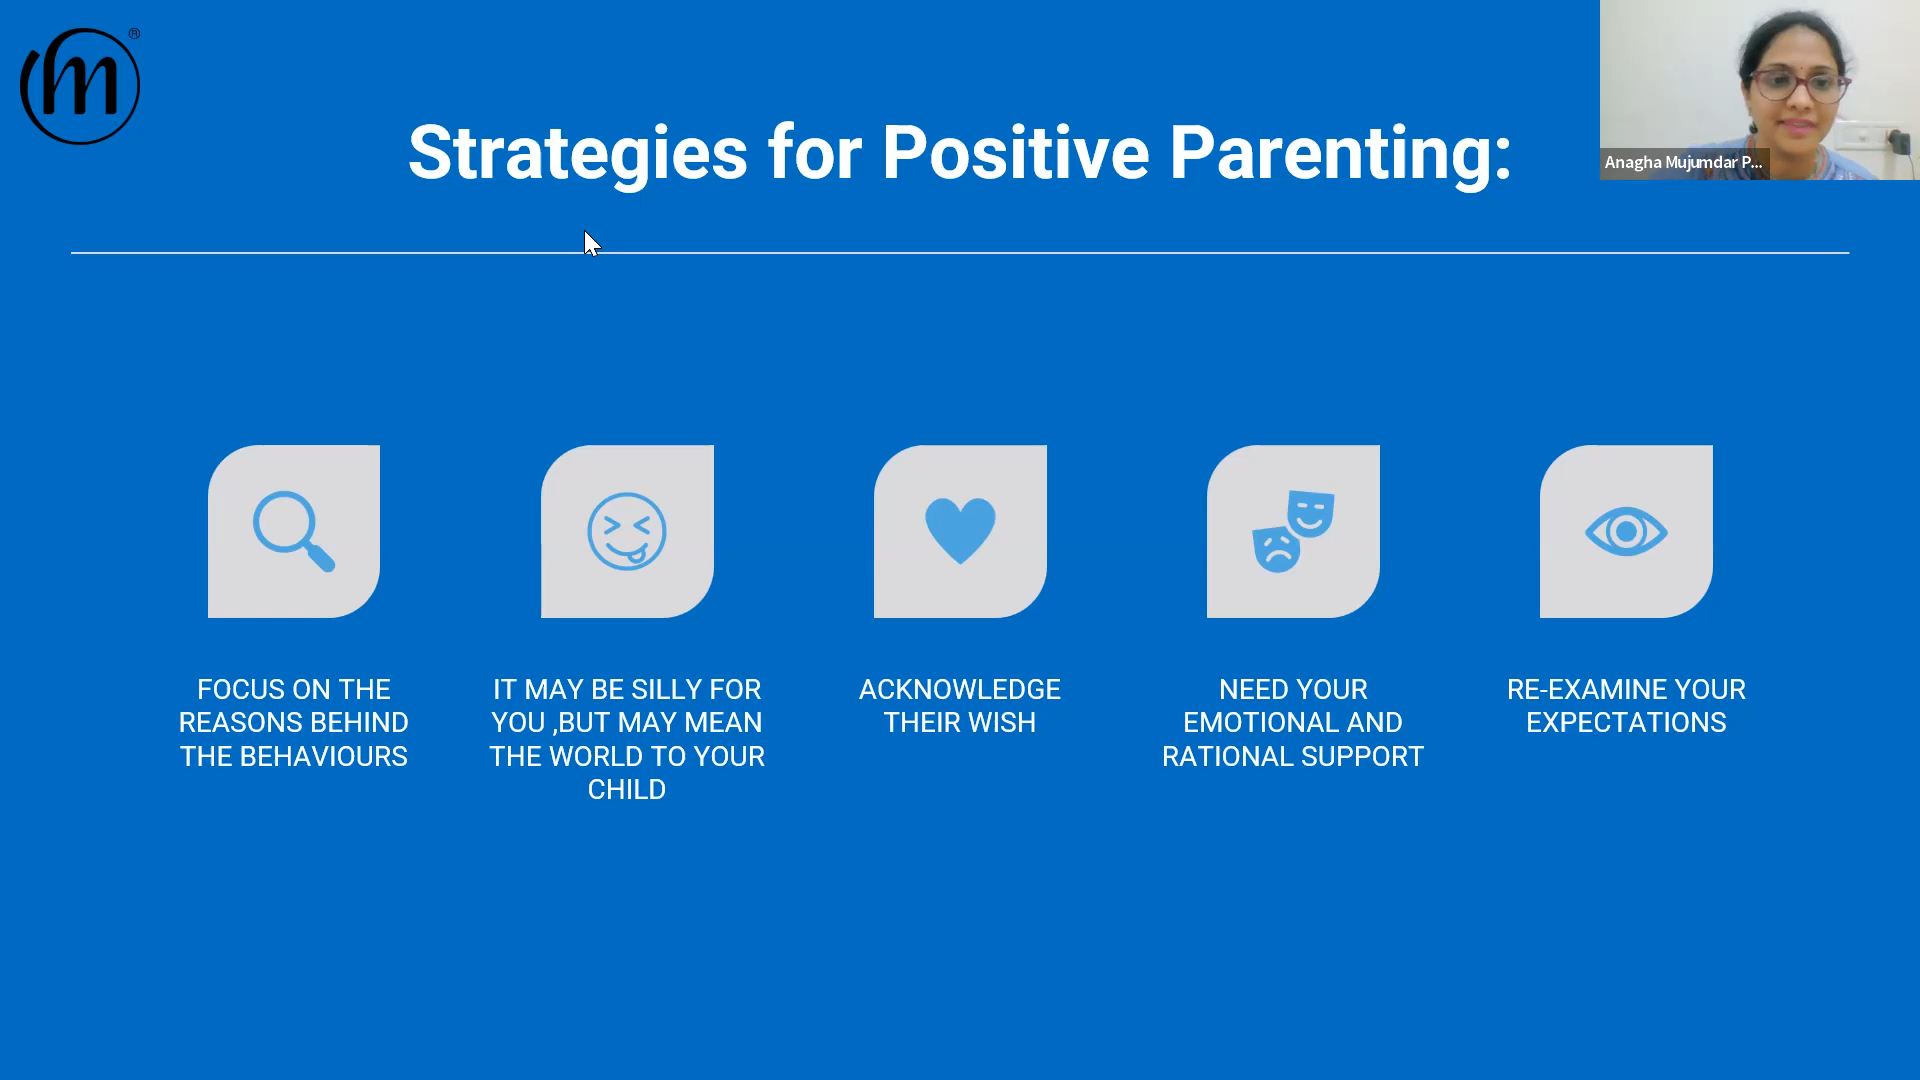 m
®
Strategies for Positive Parenting:
Anagha Mujumdar P...
FOCUS ON THE
REASONS BEHIND
THE BEHAVIOURS
IT MAY BE SILLY FOR
YOU ,BUT MAY MEAN
THE WORLD TO YOUR
CHILD
ACKNOWLEDGE
THEIR WISH
NEED YOUR
EMOTIONAL AND
RATIONAL SUPPORT
RE-EXAMINE YOUR
EXPECTATIONS